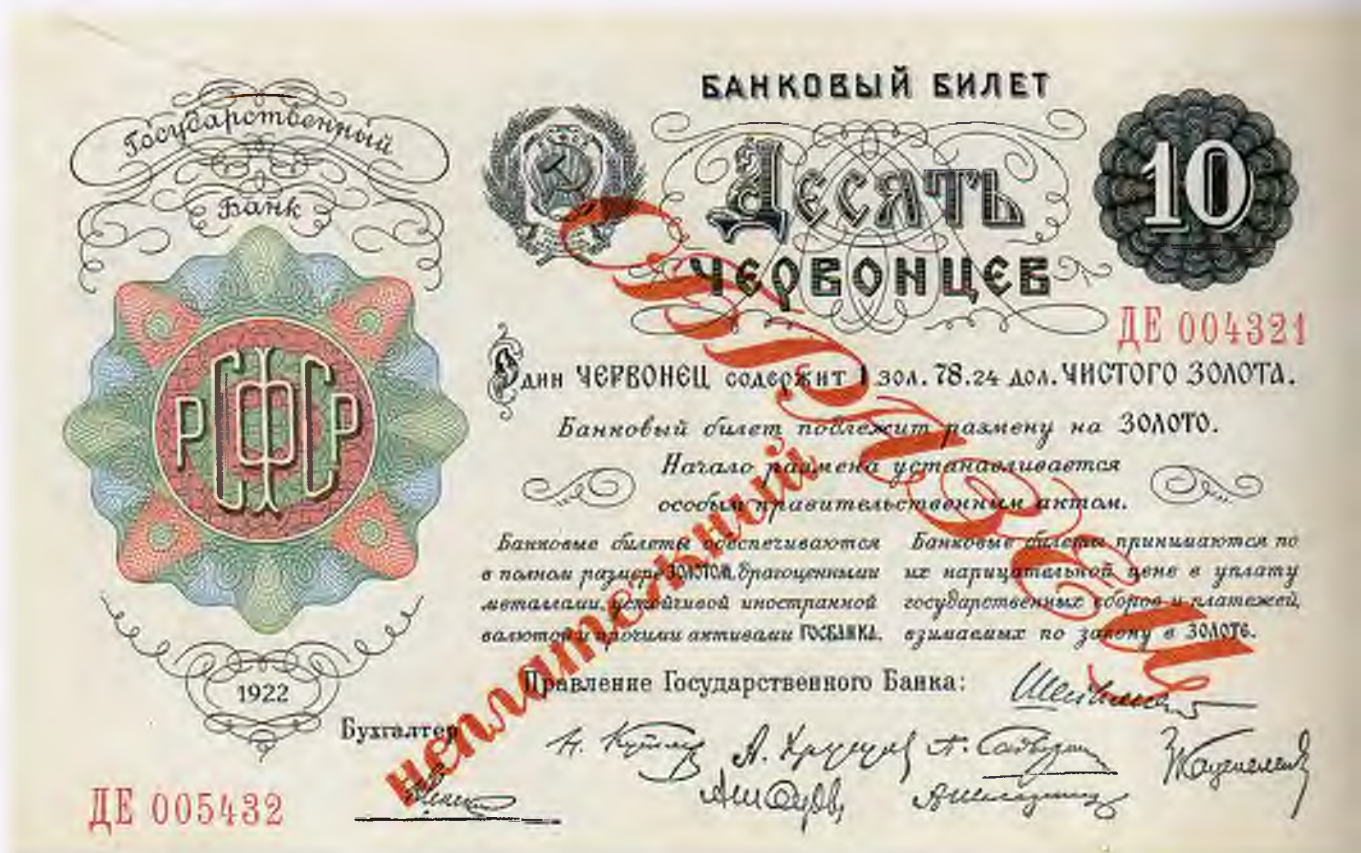 Государственный
Банк
РСФСР
1922
БАНКОВЫЙ БИЛЕТ
Десять
ЧЕРВОНЦЕВ
10
ДЕ 004321
Один ЧЕРВОНЕЦ содержит 1 зол. 78.24 дол. ЧИСТОГО ЗОЛОТА.
Банковый билет подлежит размену на ЗОЛОТО.
Начало размена устанавливается
особым правительственным актом.
Банковые билеты обеспечиваются
в полном размере ЗОЛОТОМ, драгоценными
металлами, устойчивой иностранной
валютой и прочими активами ГОСБАНКА.
Банковые билеты принимаются по
их нарицательной цене в уплату
государственных сборов и платежей,
взимаемых по закону в ЗОЛОТЕ.
Правление Государственного Банка:
Бухгалтер
ДЕ 005432
ОБРАЗЕЦ
неплатежный